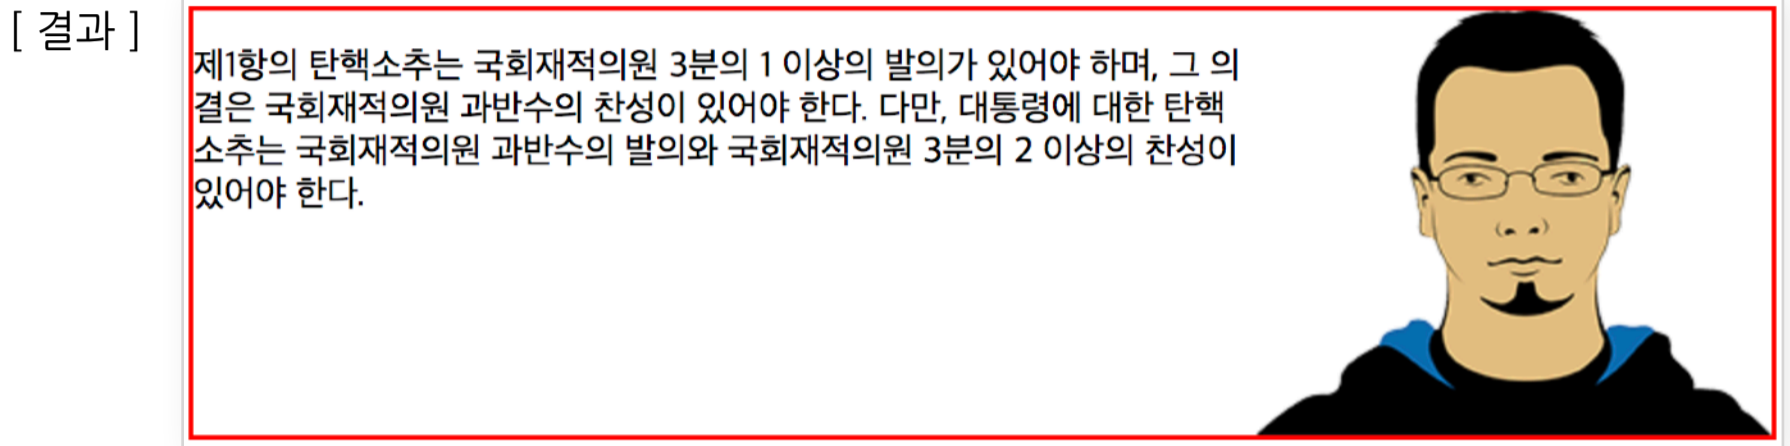 [ 결과 ]
제1항의 탄핵소추는 국회재적의원 3분의 1 이상의 발의가 있어야 하며, 그 의
결은 국회재적의원 과반수의 찬성이 있어야 한다. 다만, 대통령에 대한 탄핵
소추는 국회재적의원 과반수의 발의와 국회재적의원 3분의 2 이상의 찬성이
있어야 한다.